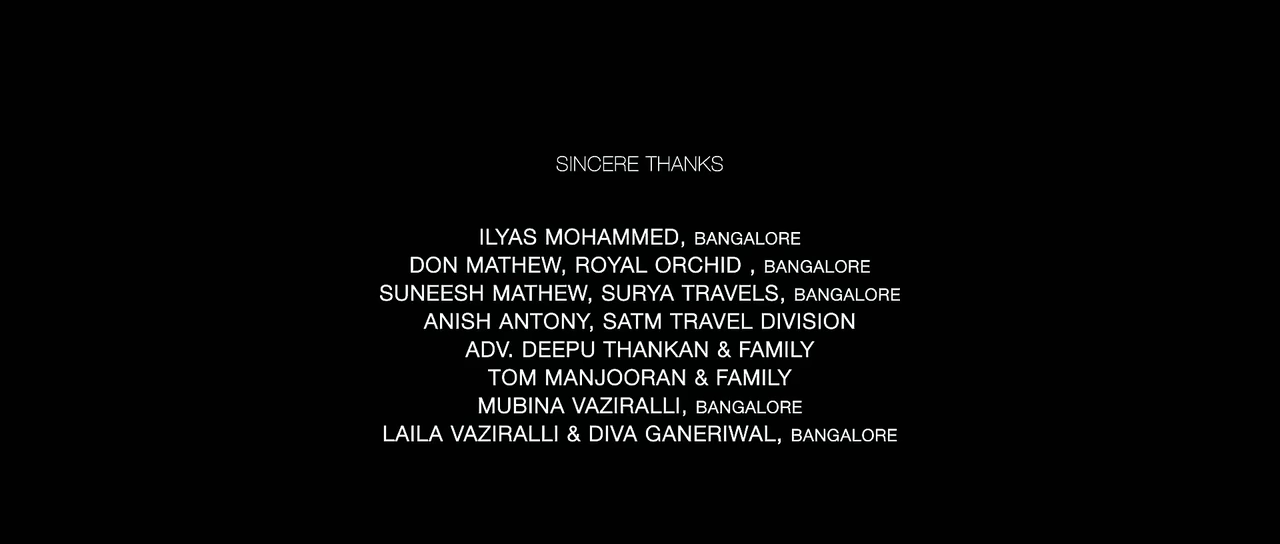 SINCERE THANKS
ILYAS MOHAMMED, BANGALORE
DON MATHEW, ROYAL ORCHID , BANGALORE
SUNEESH MATHEW, SURYA TRAVELS, BANGALORE
ANISH ANTONY, SATM TRAVEL DIVISION
ADV. DEEPU THANKAN & FAMILY
TOM MANJOORAN & FAMILY
MUBINA VAZIRALLI, BANGALORE
LAILA VAZIRALLI & DIVA GANERIWAL, BANGALORE